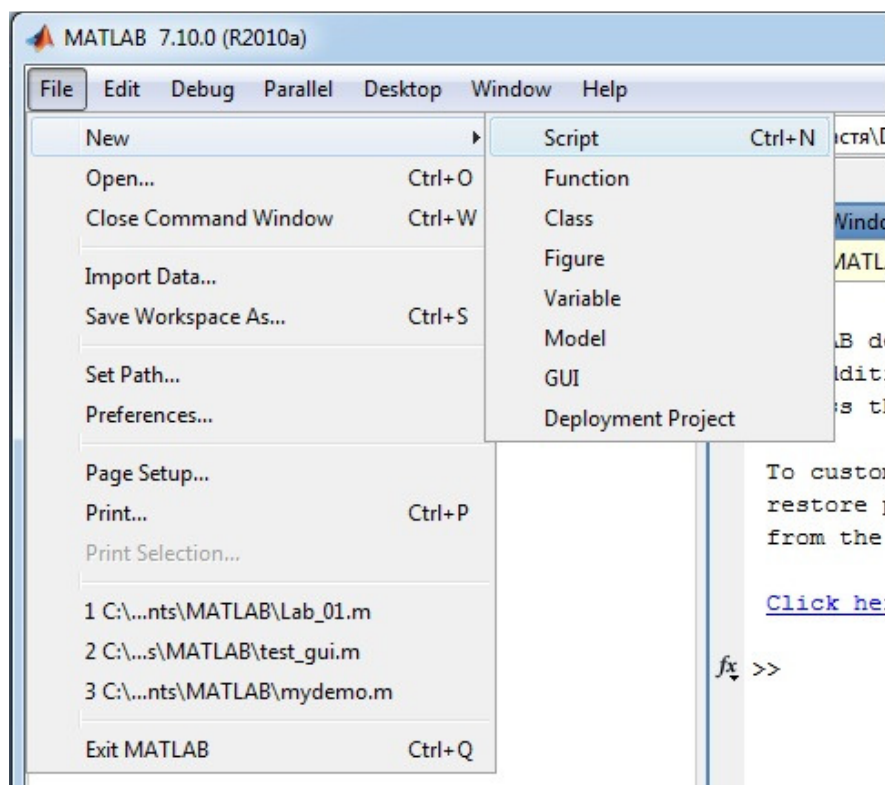 MATLAB 7.10.0 (R2010a)
File Edit Debug Parallel Desktop Window Help
New
Open... Ctrl+O
Close Command Window Ctrl+W
Import Data...
Save Workspace As... Ctrl+S
Set Path...
Preferences...
Page Setup...
Print... Ctrl+P
Print Selection...
1 C:\...nts\MATLAB\Lab_01.m
2 C:\...s\MATLAB\test_gui.m
3 C:\...nts\MATLAB\mydemo.m
Exit MATLAB Ctrl+Q
Script Ctrl+N
Function
Class
Figure
Variable
Model
GUI
Deployment Project
To custom
restore
from the
Click he
fx >>